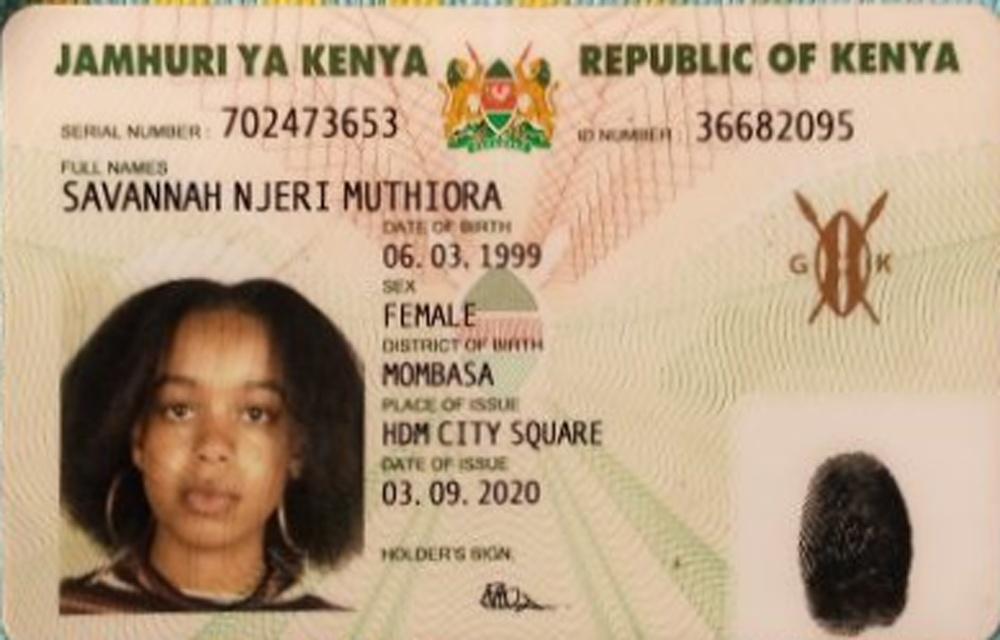 JAMHURI YA KENYA REPUBLIC OF KENYA
SERIAL NUMBER : 702473653 ID NUMBER : 36682095
FULL NAMES
SAVANNAH NJERI MUTHIORA
DATE OF BIRTH
06. 03. 1999
SEX
FEMALE
DISTRICT OF BIRTH
MOMBASA
PLACE OF ISSUE
HDM CITY SQUARE
DATE OF ISSUE
03. 09. 2020
HOLDER'S SIGN.
G K